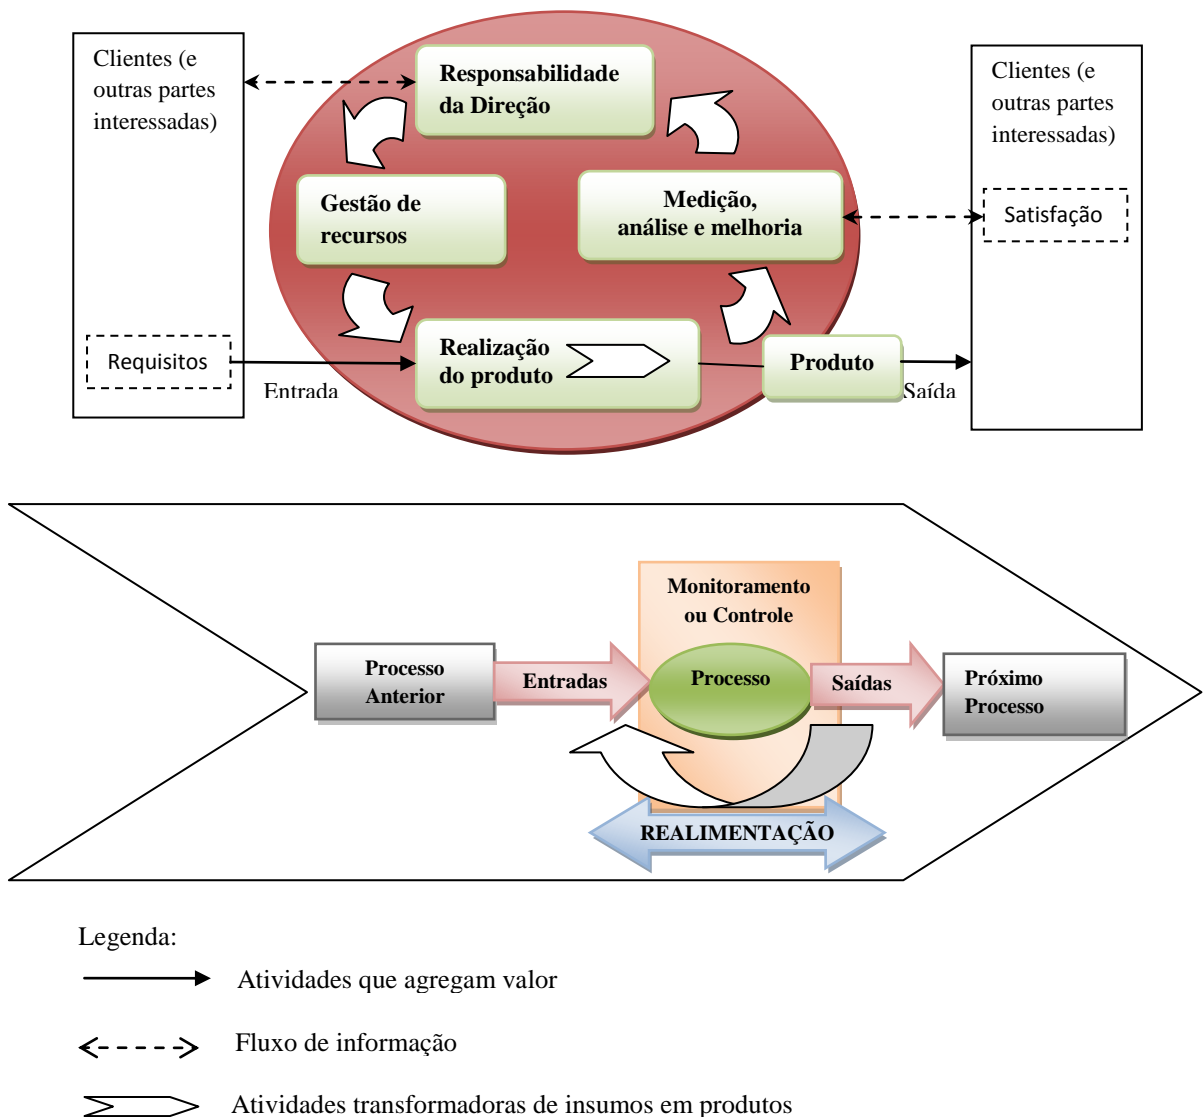 Clientes (e
outras partes
interessadas)
Responsabilidade
da Direção
Clientes (e
outras partes
interessadas)
Gestão de
recursos
Medição,
análise e melhoria
Satisfação
Requisitos
Entrada
Realização
do produto
Produto
Saída
Monitoramento
ou Controle
Processo
Anterior
Entradas
Processo
Saídas
Próximo
Processo
REALIMENTAÇÃO
Legenda:
Atividades que agregam valor
Fluxo de informação
Atividades transformadoras de insumos em produtos